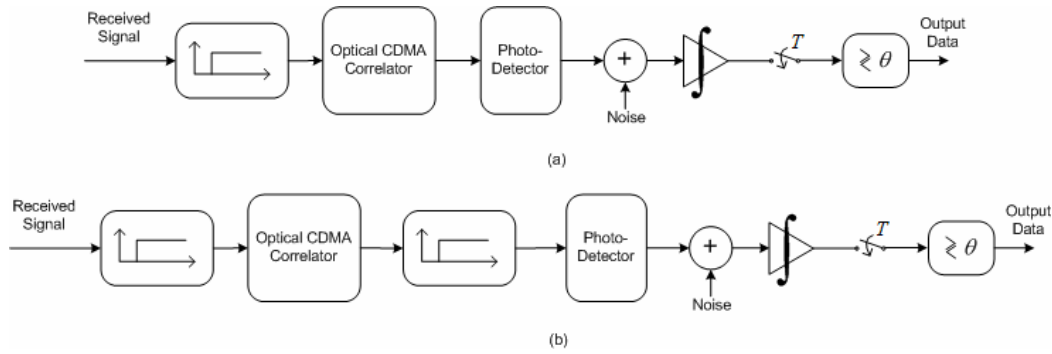 Received
Signal
Optical CDMA
Correlator
Photo-
Detector
+
Noise
T
≷ θ
Output
Data
(a)
Received
Signal
Optical CDMA
Correlator
Photo-
Detector
+
Noise
T
≷ θ
Output
Data
(b)